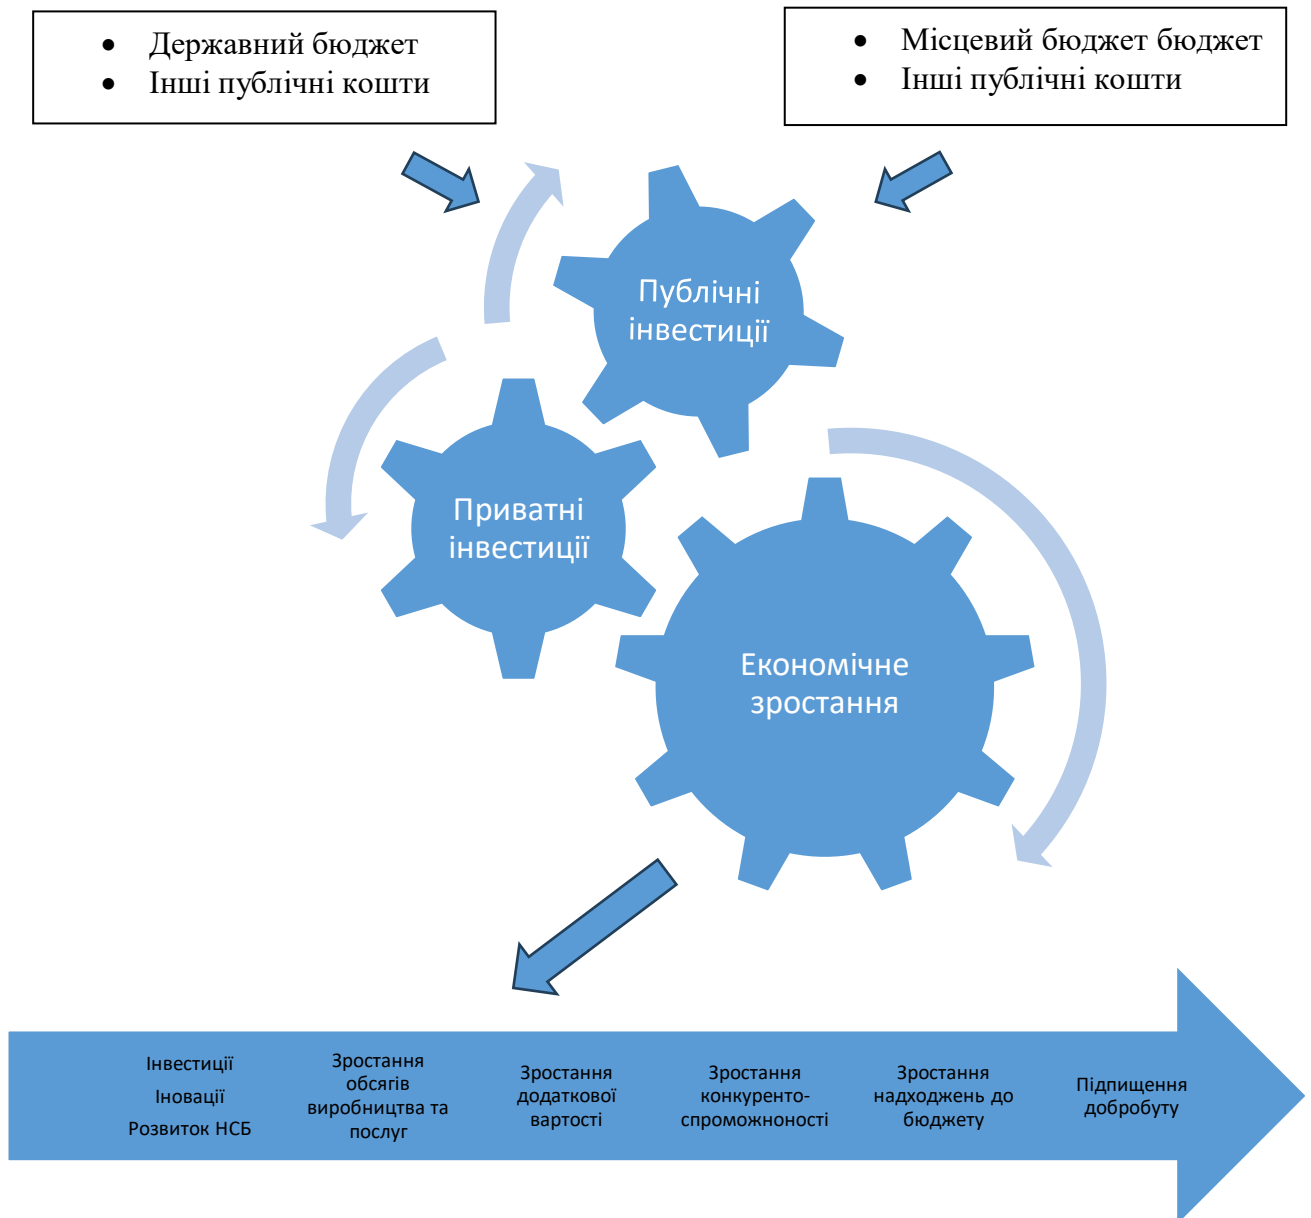 • Державний бюджет
• Інші публічні кошти
• Місцевий бюджет бюджет
• Інші публічні кошти
Публічні
інвестиції
Приватні
інвестиції
Економічне
зростання
Інвестиції
Іновації
Розвиток НСБ
Зростання
обсягів
виробництва та
послуг
Зростання
додаткової
вартості
Зростання
конкуренто-
спроможноності
Зростання
надходжень до
бюджету
Підпищення
добробуту